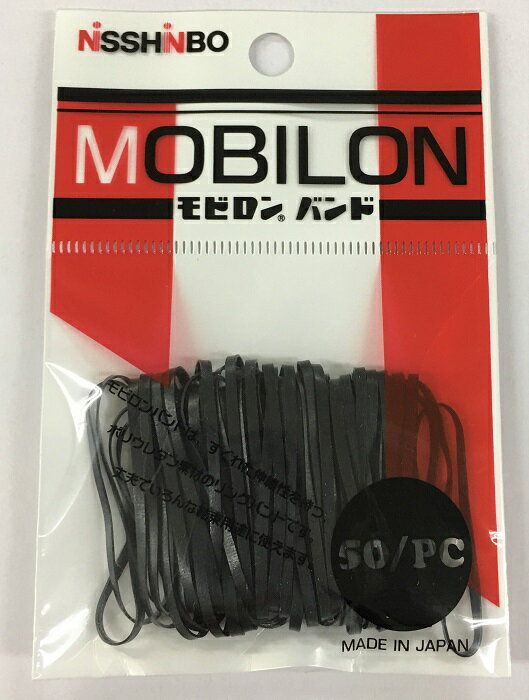 NISSHINBO
MOBILON
モビロン® バンド
モビロンバンドは、すぐれた伸縮性を持つ
ポリウレタン素材のリングバンドです。
丈夫でいろんな結束用途に使えます。
50/PC
MADE IN JAPAN